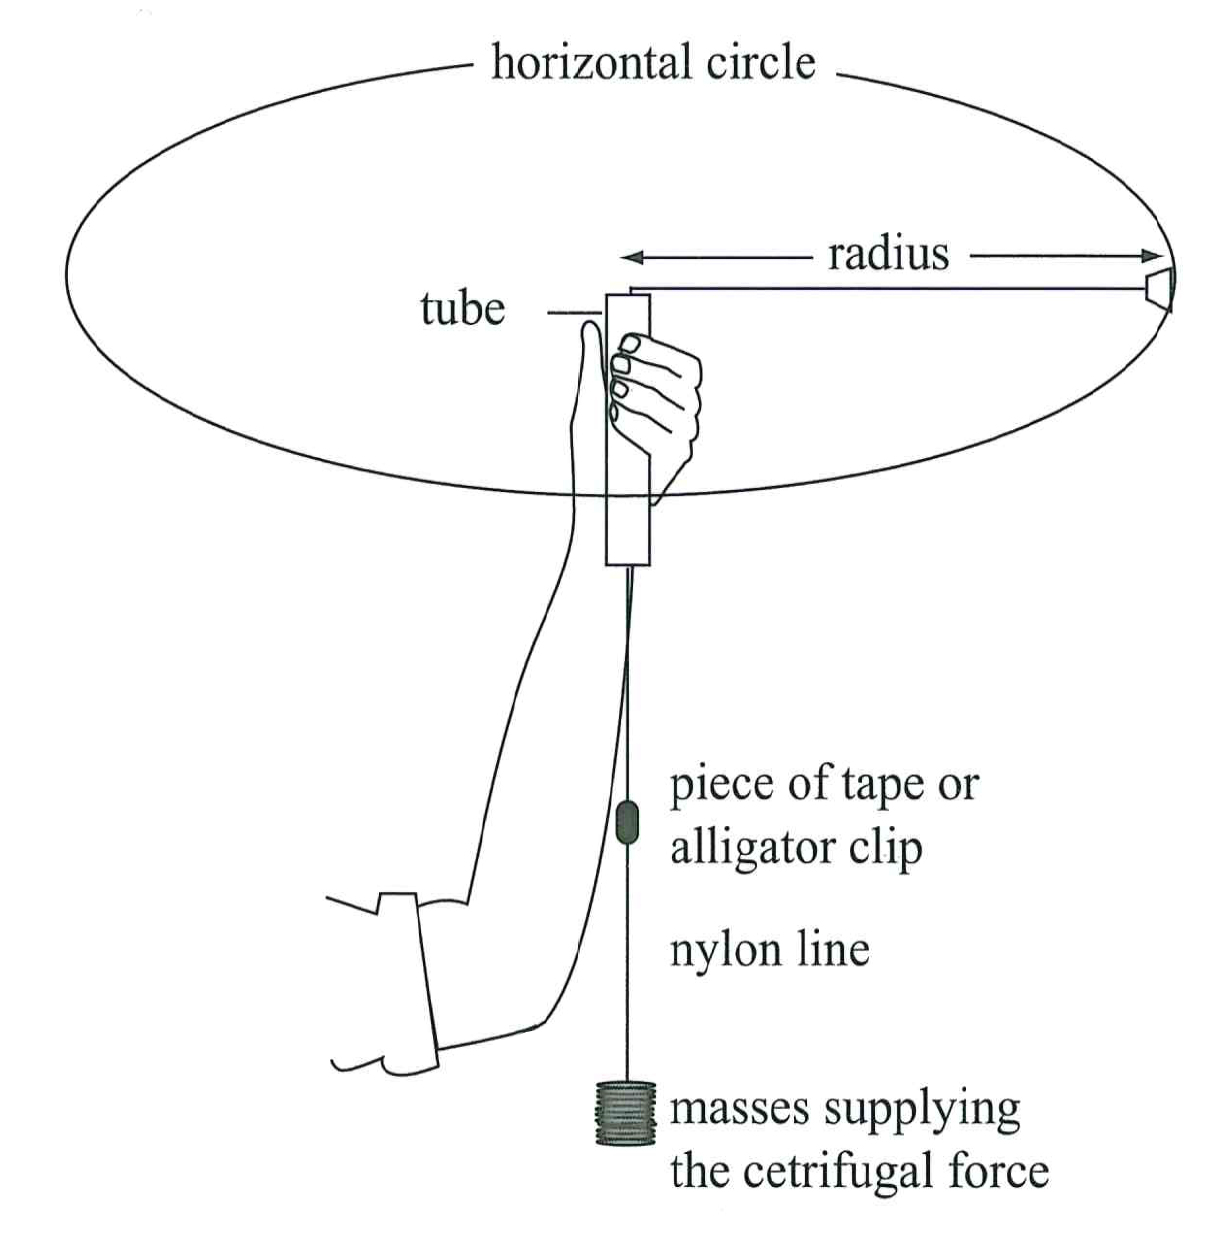 horizontal circle
radius
tube
piece of tape or
alligator clip
nylon line
masses supplying
the cetrifugal force